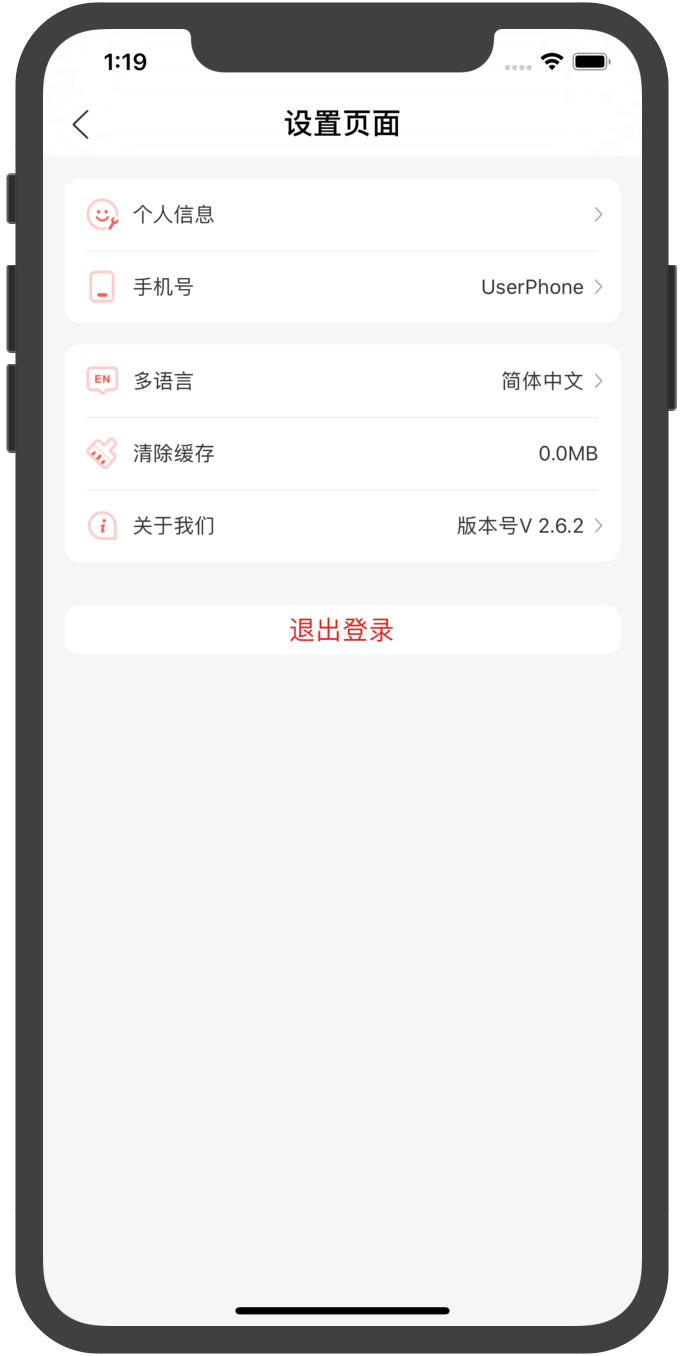 1:19
设置页面
个人信息
手机号 UserPhone
EN 多语言 简体中文
清除缓存 0.0MB
i 关于我们 版本号V 2.6.2
退出登录